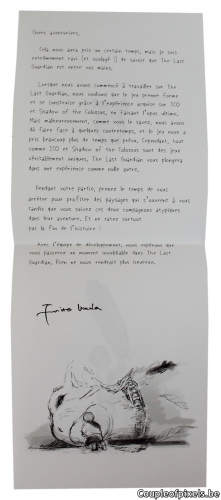 Chers aventuriers,
Cela nous aura pris un certain temps, mais je suis
extrêmement ravi (et soulagé !) de savoir que The Last
Guardian est entre vos mains.
Lorsque nous avons commencé à travailler sur The
Last Guardian, nous voulions que le jeu prenne forme
et se construise grâce à l'expérience acquise sur ICO
et Shadow of the Colossus, en faisant l'opus ultime.
Mais malheureusement, comme vous le savez, nous avons
dû faire face à quelques contretemps, et le jeu nous a
pris beaucoup plus de temps que prévu. Cependant, tout
comme ICO et Shadow of the Colossus sont des jeux
véritablement uniques, The Last Guardian vous plongera
dans une expérience comme nulle autre.
Pendant votre partie, prenez le temps de vous
arrêter pour profiter des paysages qui s'ouvrent à vous
tandis que vous suivez ces deux compagnons atypiques
dans leur aventure. Et ne ratez surtout
pas la fin de l'histoire !
Avec l'équipe de développement, nous espérons que
vous passerez un moment inoubliable dans The Last
Guardian. Rien ne nous rendrait plus heureux.
Coupleofpixels.be